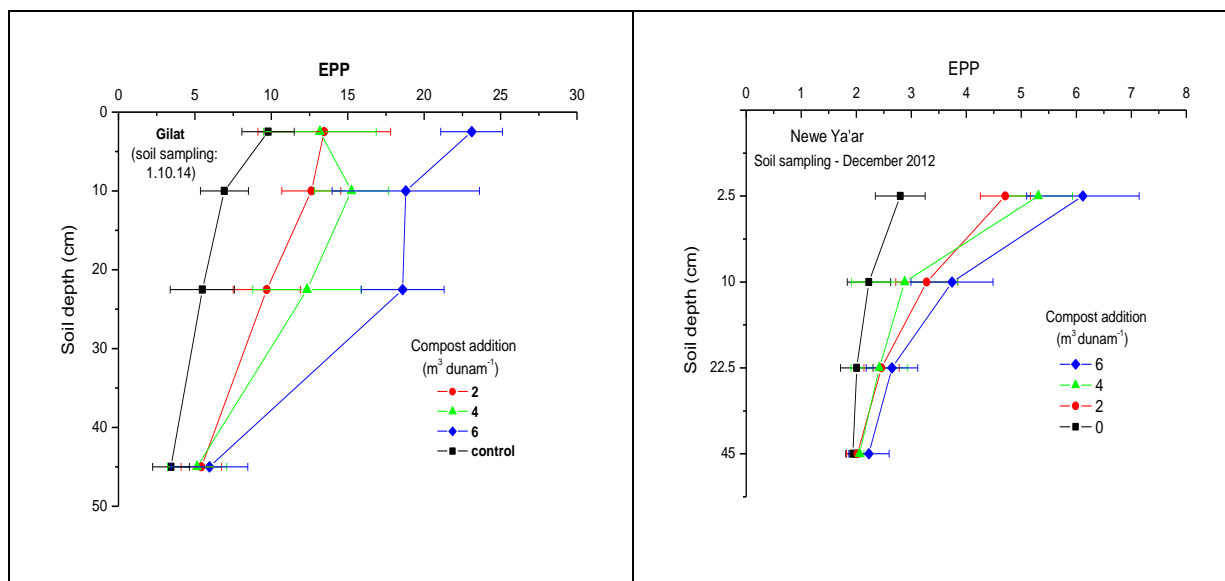 EPP
0 5 10 15 20 25 30
0
10
20
25
30
35
40
45
50
Soil depth (cm)
Gilat
(soil sampling:
1.10.14)
Compost addition
(m³ dunam⁻¹)
2
4
6
control
EPP
0 1 2 3 4 5 6 7 8
2.5
10
22.5
45
Soil depth (cm)
Newe Ya'ar
Soil sampling - December 2012
Compost addition
(m³ dunam⁻¹)
6
4
2
0